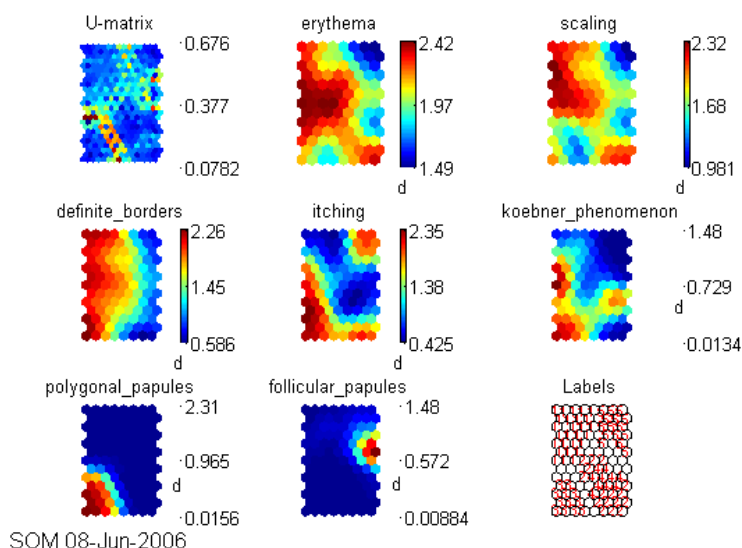 U-matrix erythema scaling
0.676 2.42 2.32
0.377 1.97 1.68
0.0782 1.49 0.981
d d
definite_borders itching koebner_phenomenon
2.26 2.35 1.48
1.45 1.38 0.729
d
0.586 0.425 0.0134
d d
polygonal_papules follicular_papules Labels
2.31 1.48
0.965 0.572
d d
0.0156 0.00884
SOM 08-Jun-2006